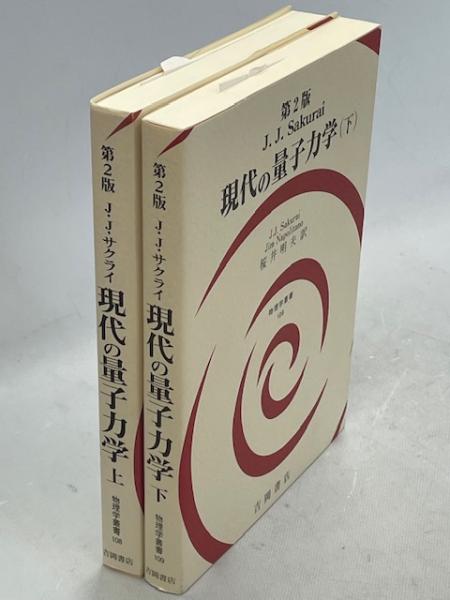 第2版
J・J・サクライ
現代の量子力学
上
物理学叢書
108
吉岡書店
第2版
J・J・サクライ
現代の量子力学
下
物理学叢書
109
吉岡書店
第2版
J. J. Sakurai
現代の量子力学(下)
J.J. Sakurai
Jim Napolitano
桜井明夫 訳
物理学叢書
109
吉岡書店